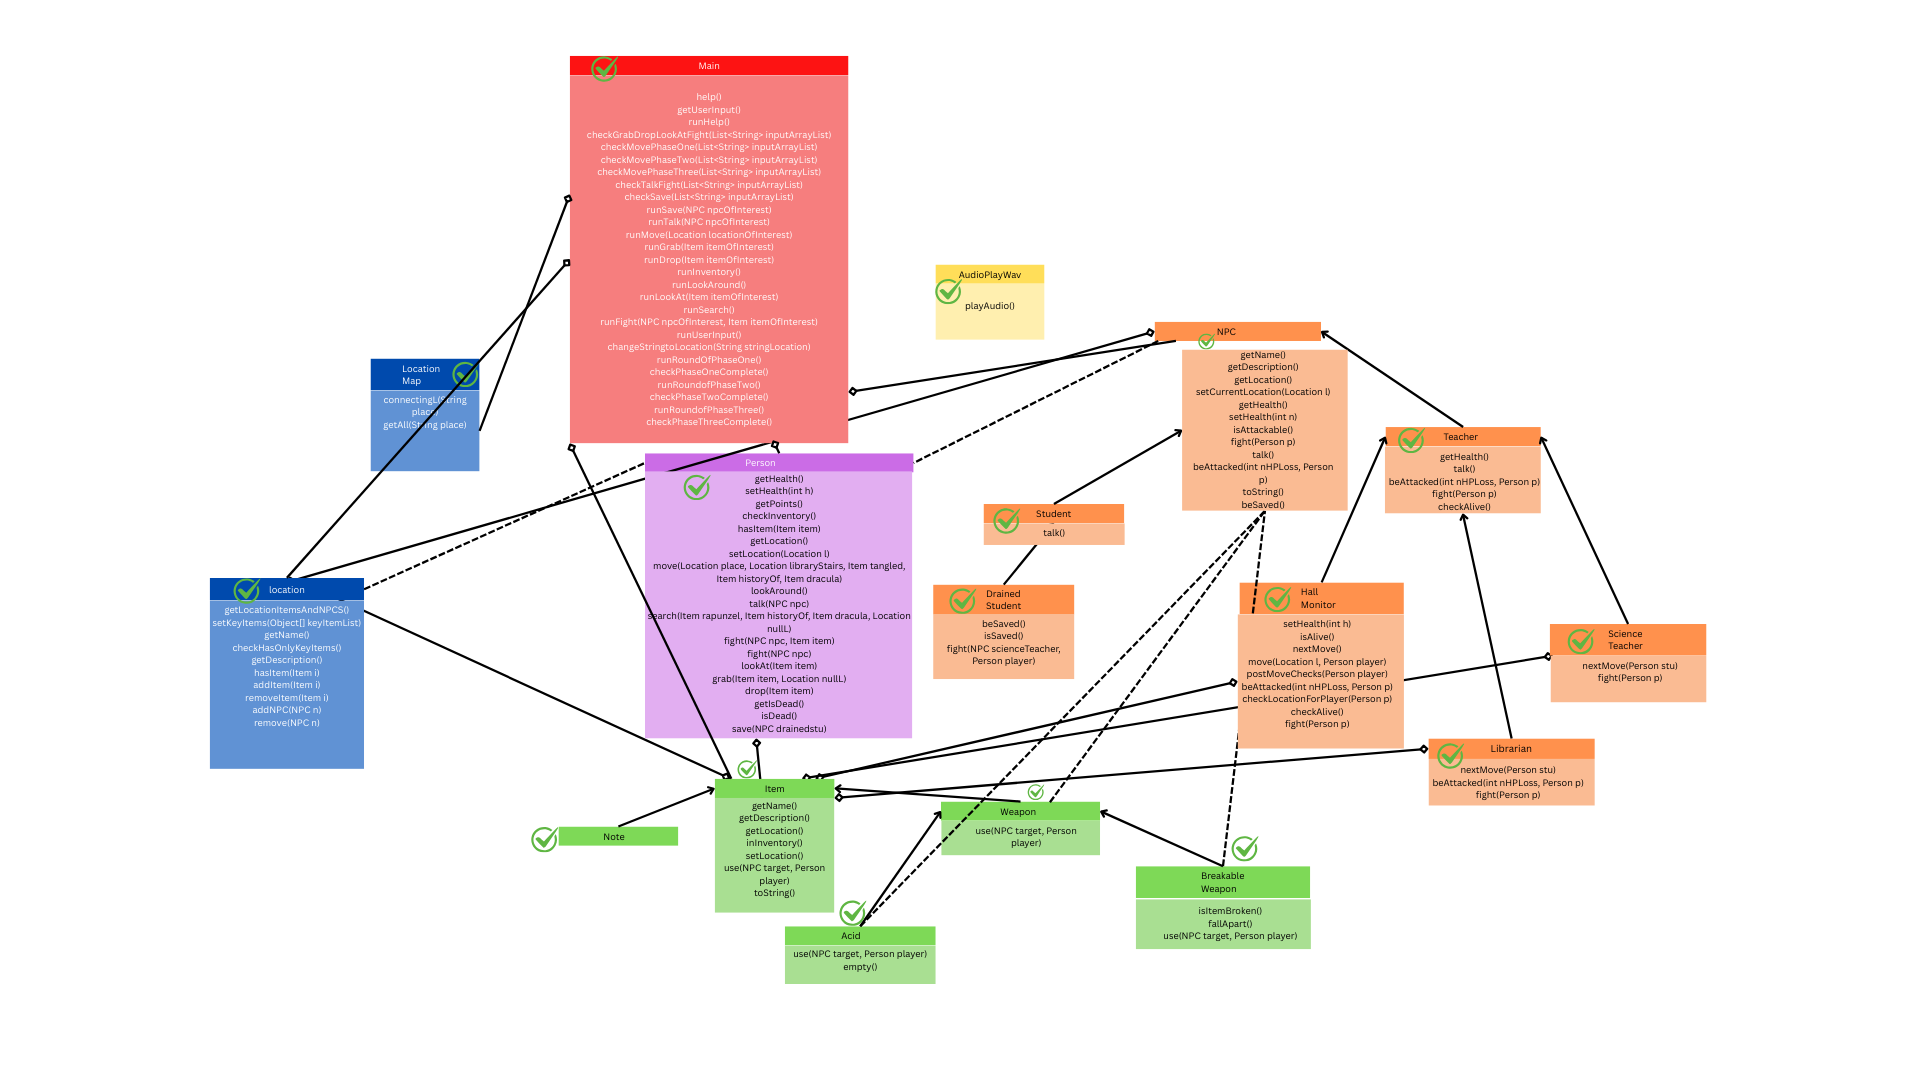 Main
help()
getUserInput()
runHelp()
checkGrabDropLookAtFight(List<String> inputArrayList)
checkMovePhaseOne(List<String> inputArrayList)
checkMovePhaseTwo(List<String> inputArrayList)
checkMovePhaseThree(List<String> inputArrayList)
checkTalkFight(List<String> inputArrayList)
checkSave(List<String> inputArrayList)
runSave(NPC npcOfInterest)
runTalk(NPC npcOfInterest)
runMove(Location locationOfInterest)
runGrab(Item itemOfInterest)
runDrop(Item itemOfInterest)
runInventory()
runLookAround()
runLookAt(Item itemOfInterest)
runSearch()
runFight(NPC npcOfInterest, Item itemOfInterest)
runUserInput()
changeStringtoLocation(String stringLocation)
runRoundOfPhaseOne()
checkPhaseOneComplete()
runRoundofPhaseTwo()
checkPhaseTwoComplete()
runRoundofPhaseThree()
checkPhaseThreeComplete()
AudioPlayWav
playAudio()
Location
Map
connectingL(String
place)
getAll(String place)
NPC
getName()
getDescription()
getLocation()
setCurrentLocation(Location l)
getHealth()
setHealth(int n)
isAttackable()
fight(Person p)
talk()
beAttacked(int nHPLoss, Person
p)
toString()
beSaved()
Teacher
getHealth()
talk()
beAttacked(int nHPLoss, Person p)
fight(Person p)
checkAlive()
Person
getHealth()
setHealth(int h)
getPoints()
checkInventory()
hasItem(Item item)
getLocation()
setLocation(Location l)
move(Location place, Location libraryStairs, Item tangled,
Item historyOf, Item dracula)
lookAround()
talk(NPC npc)
search(Item rapunzel, Item historyOf, Item dracula, Location
nullL)
fight(NPC npc, Item item)
fight(NPC npc)
lookAt(Item item)
grab(Item item, Location nullL)
drop(Item item)
getIsDead()
isDead()
save(NPC drainedstu)
Student
talk()
Drained
Student
beSaved()
isSaved()
fight(NPC scienceTeacher,
Person player)
location
getLocationItemsAndNPCS()
setKeyItems(Object[] keyItemList)
getName()
checkHasOnlyKeyItems()
getDescription()
hasItem(Item i)
addItem(Item i)
removeItem(Item i)
addNPC(NPC n)
remove(NPC n)
Hall
Monitor
setHealth(int h)
isAlive()
nextMove()
move(Location l, Person player)
postMoveChecks(Person player)
beAttacked(int nHPLoss, Person p)
checkLocationForPlayer(Person p)
checkAlive()
fight(Person p)
Science
Teacher
nextMove(Person stu)
fight(Person p)
Librarian
nextMove(Person stu)
beAttacked(int nHPLoss, Person p)
fight(Person p)
Item
getName()
getDescription()
getLocation()
inInventory()
setLocation()
use(NPC target, Person
player)
toString()
Note
Weapon
use(NPC target, Person
player)
Breakable
Weapon
isItemBroken()
fallApart()
use(NPC target, Person player)
Acid
use(NPC target, Person player)
empty()